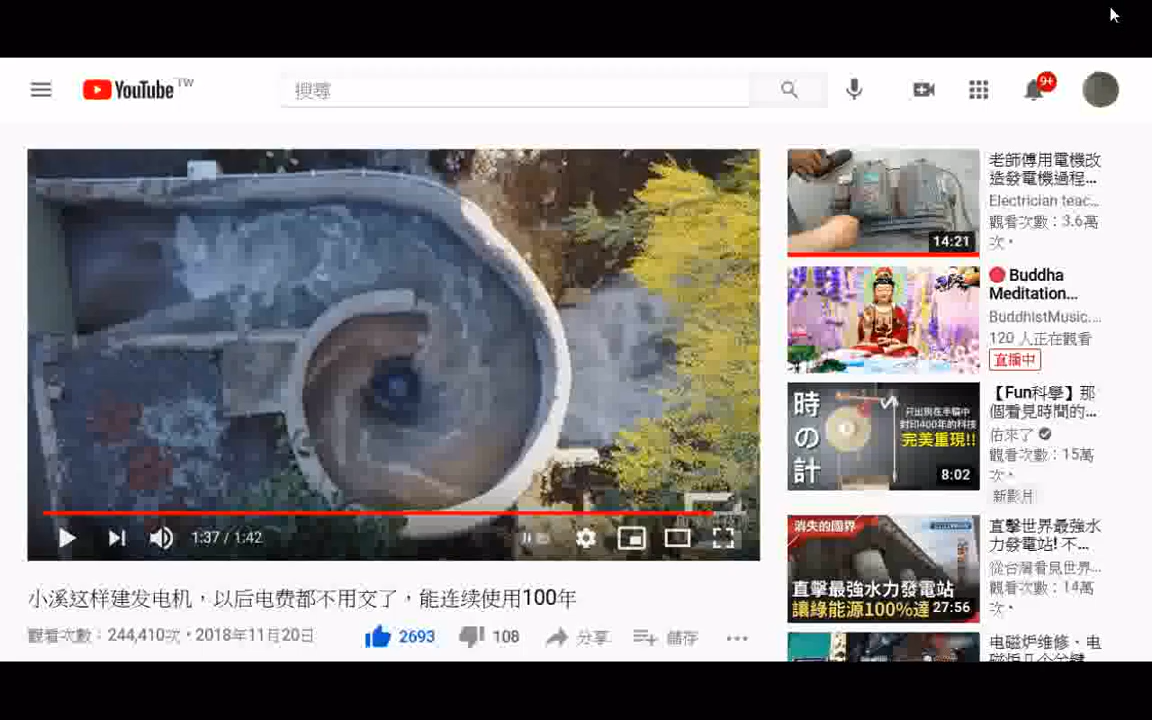 YouTube TW
搜尋
9+
1:37 / 1:42
小溪这样建发电机，以后电费都不用交了，能连续使用100年
觀看次數：244,410次 • 2018年11月20日
2693
108
分享
儲存
14:21
老師傅用電機改
造發電機過程...
Electrician teac...
觀看次數：3.6萬
次 •
Buddha
Meditation...
BuddhistMusic....
120 人正在觀看
直播中
時の計
完美重現!!
8:02
【Fun科學】那
個看見時間的...
佑來了
觀看次數：15萬
次 •
新影片
消失的國界
直擊最強水力發電站
讓綠能源100%達
27:56
直擊世界最強水
力發電站! 不...
從台灣看見世界...
觀看次數：14萬
次 •
电磁炉维修、电